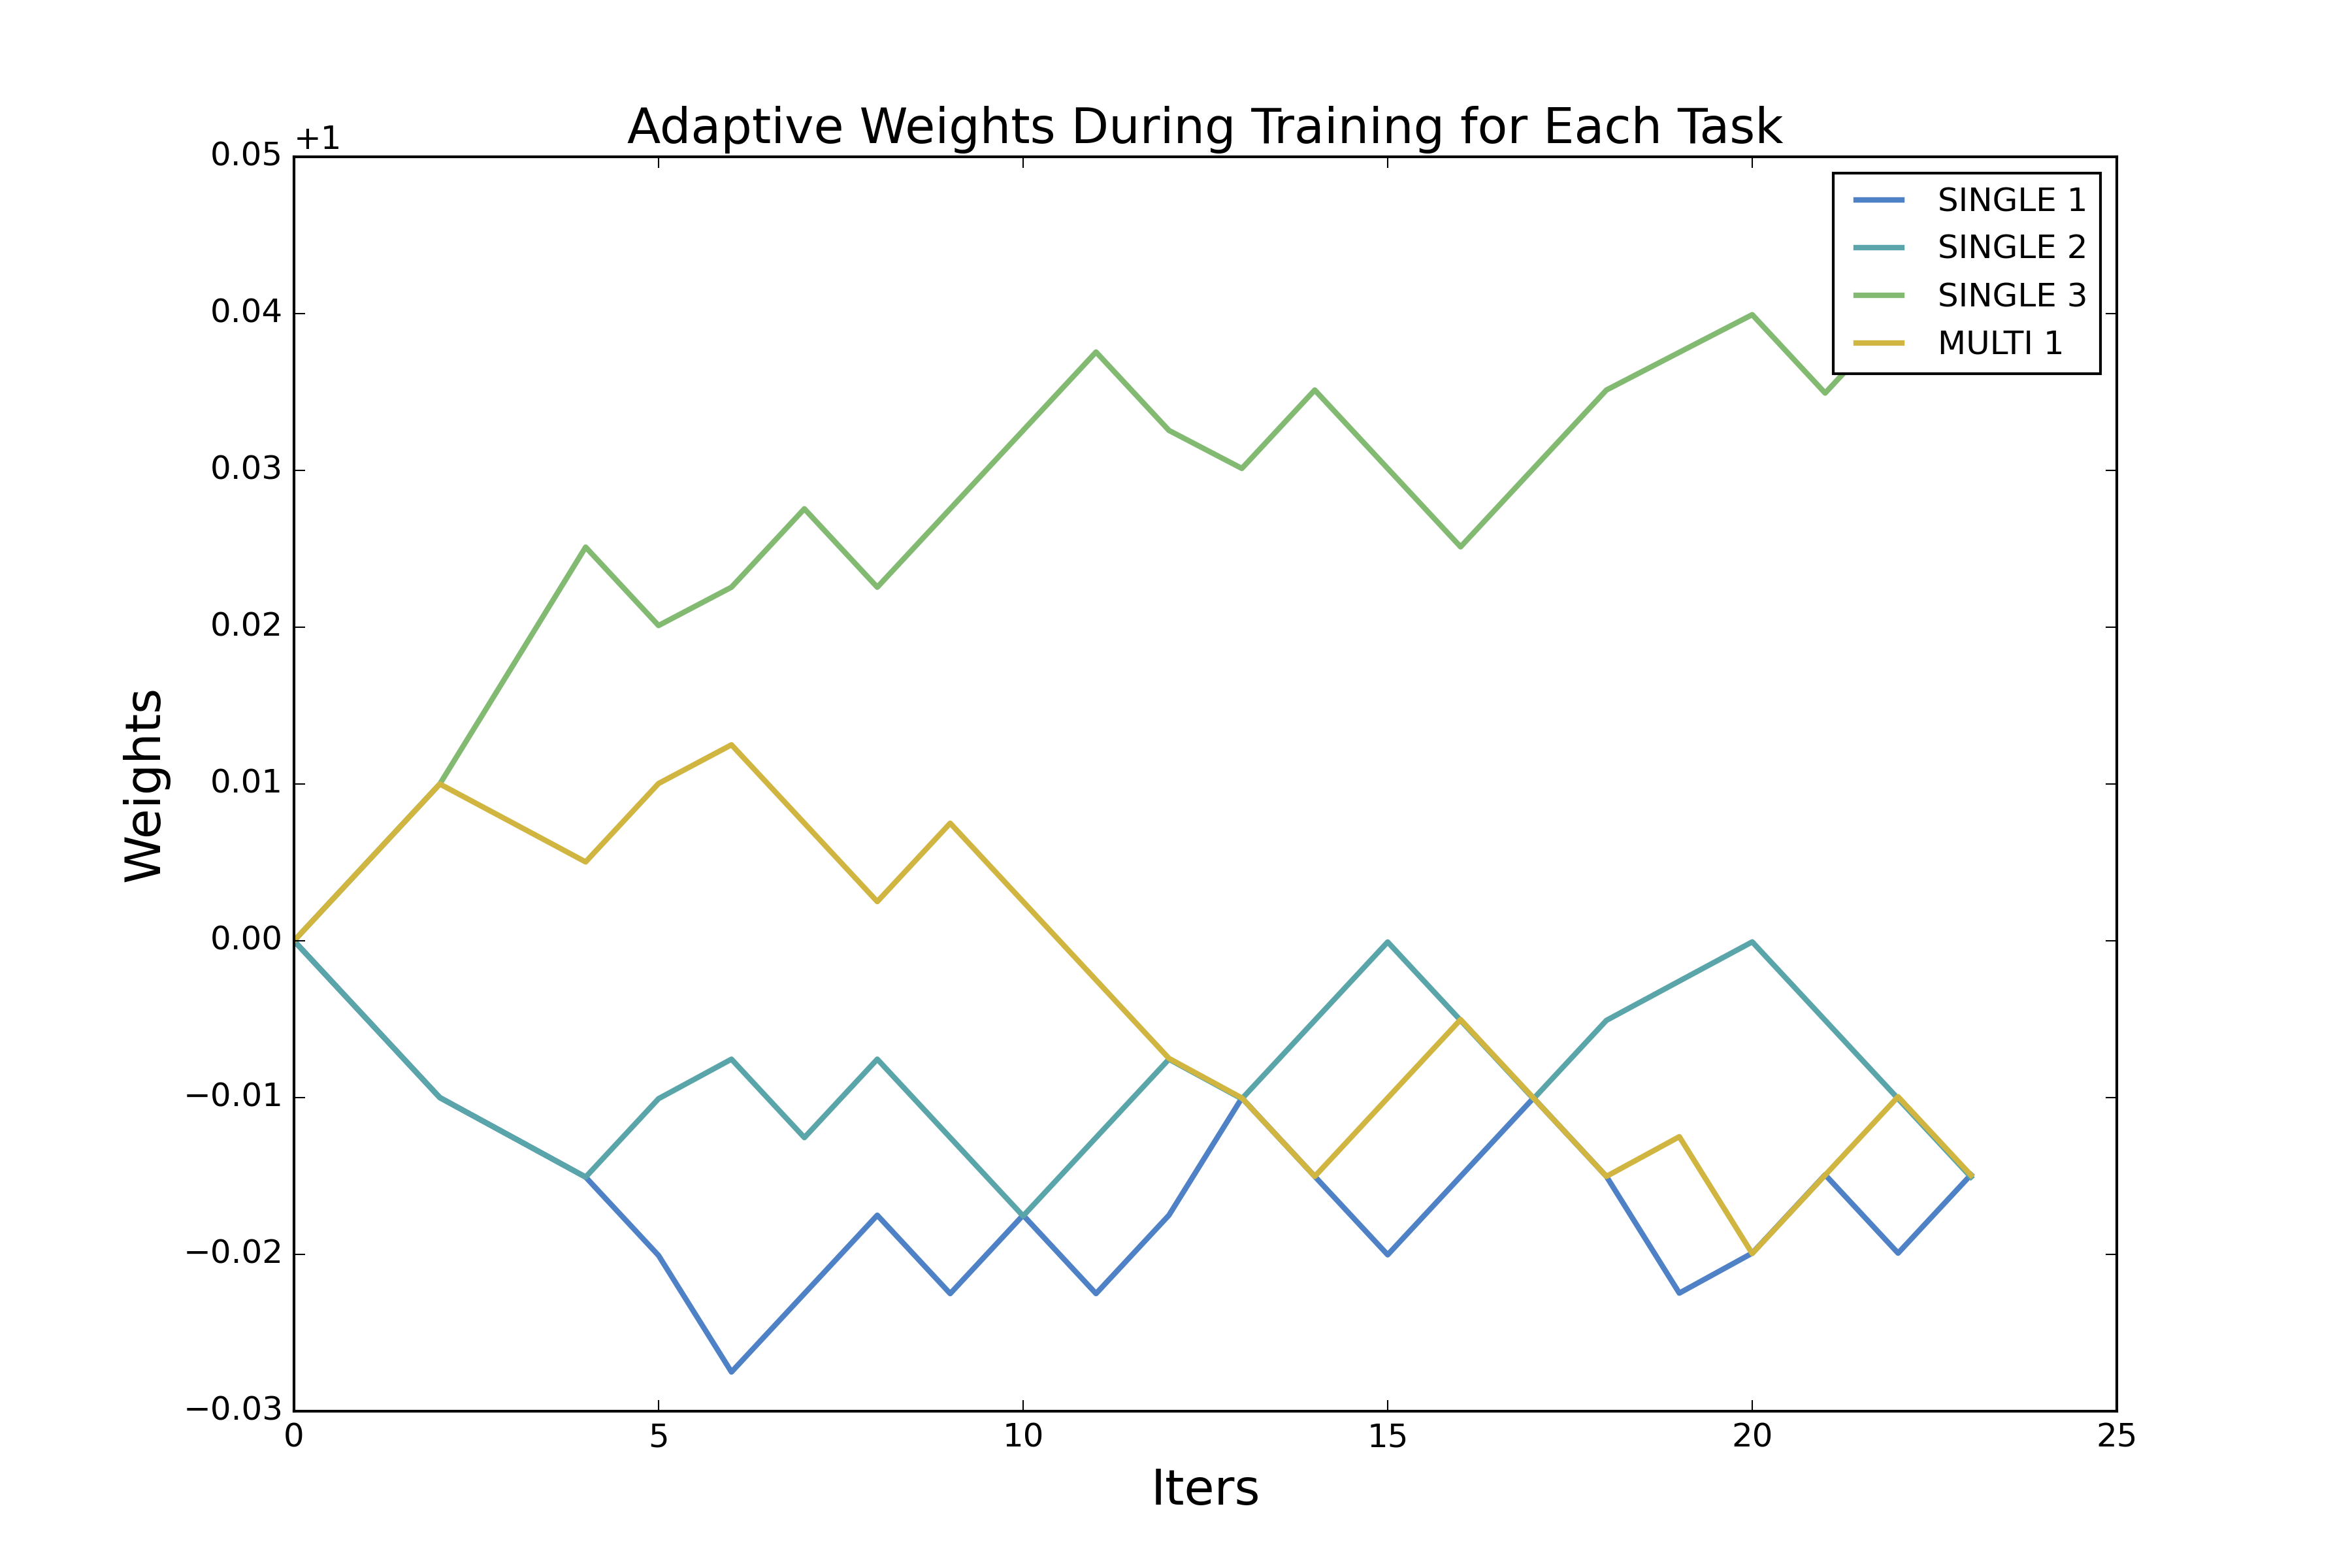 Adaptive Weights During Training for Each Task
+1
0.05
0.04
0.03
0.02
0.01
0.00
−0.01
−0.02
−0.03
Weights
SINGLE 1
SINGLE 2
SINGLE 3
MULTI 1
0 5 10 15 20 25
Iters